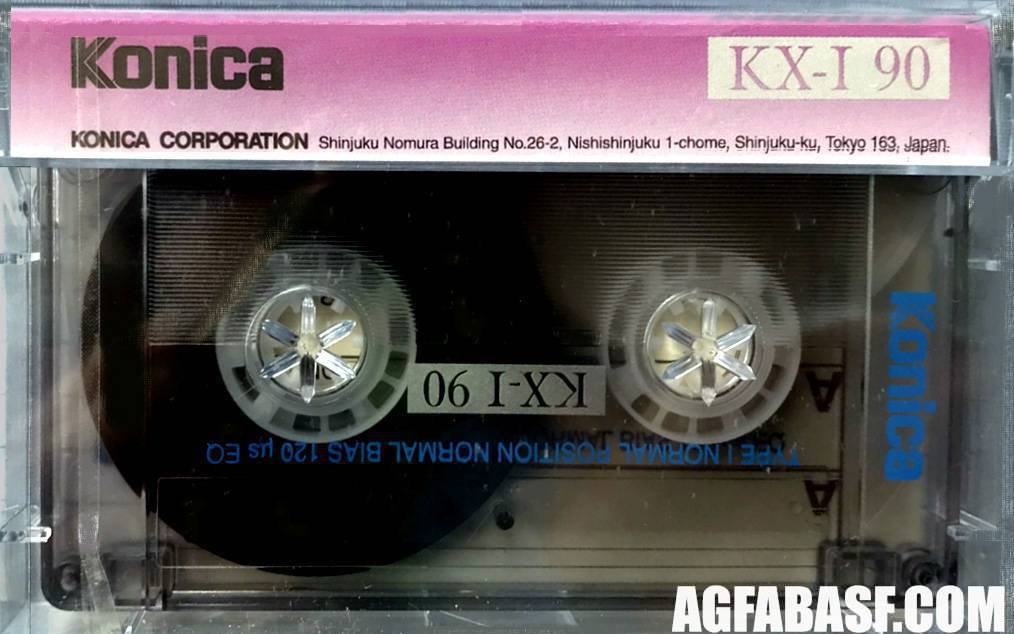 Konica
KX-I 90
KONICA CORPORATION Shinjuku Nomura Building No.26-2, Nishishinjuku 1-chome, Shinjuku-ku, Tokyo 163, Japan.
Konica
KX-I 90
TYPE I NORMAL POSITION NORMAL BIAS 120 µs EQ
A
A
AGFABASF.COM